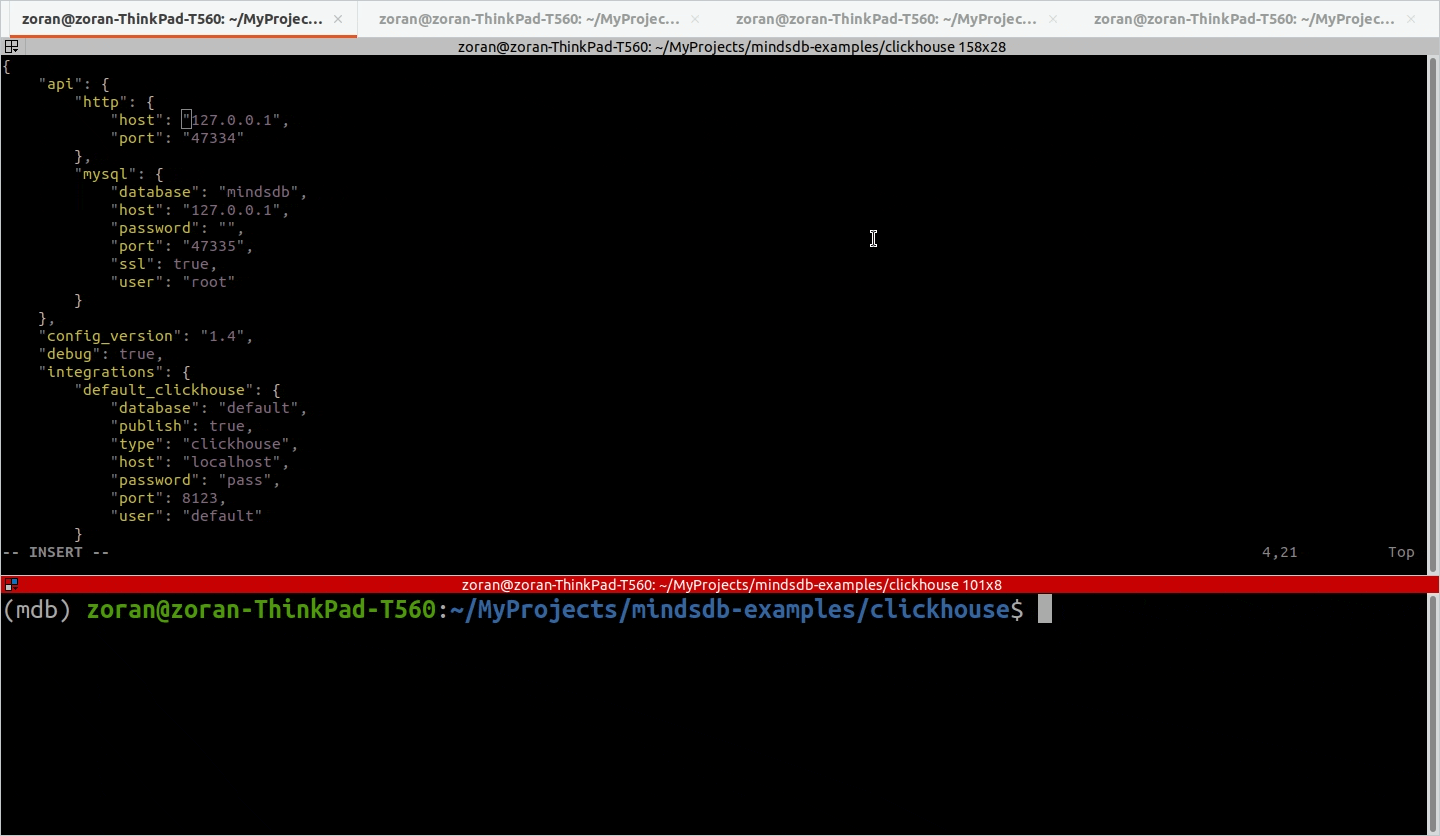 zoran@zoran-ThinkPad-T560: ~/MyProjec... × zoran@zoran-ThinkPad-T560: ~/MyProjec... × zoran@zoran-ThinkPad-T560: ~/MyProjec... × zoran@zoran-ThinkPad-T560: ~/MyProjec... ×
zoran@zoran-ThinkPad-T560: ~/MyProjects/mindsdb-examples/clickhouse 158x28
{
    "api": {
        "http": {
            "host": "127.0.0.1",
            "port": "47334"
        },
        "mysql": {
            "database": "mindsdb",
            "host": "127.0.0.1",
            "password": "",
            "port": "47335",
            "ssl": true,
            "user": "root"
        }
    },
    "config_version": "1.4",
    "debug": true,
    "integrations": {
        "default_clickhouse": {
            "database": "default",
            "publish": true,
            "type": "clickhouse",
            "host": "localhost",
            "password": "pass",
            "port": 8123,
            "user": "default"
        }
-- INSERT -- 4,21 Top
zoran@zoran-ThinkPad-T560: ~/MyProjects/mindsdb-examples/clickhouse 101x8
(mdb) zoran@zoran-ThinkPad-T560:~/MyProjects/mindsdb-examples/clickhouse$